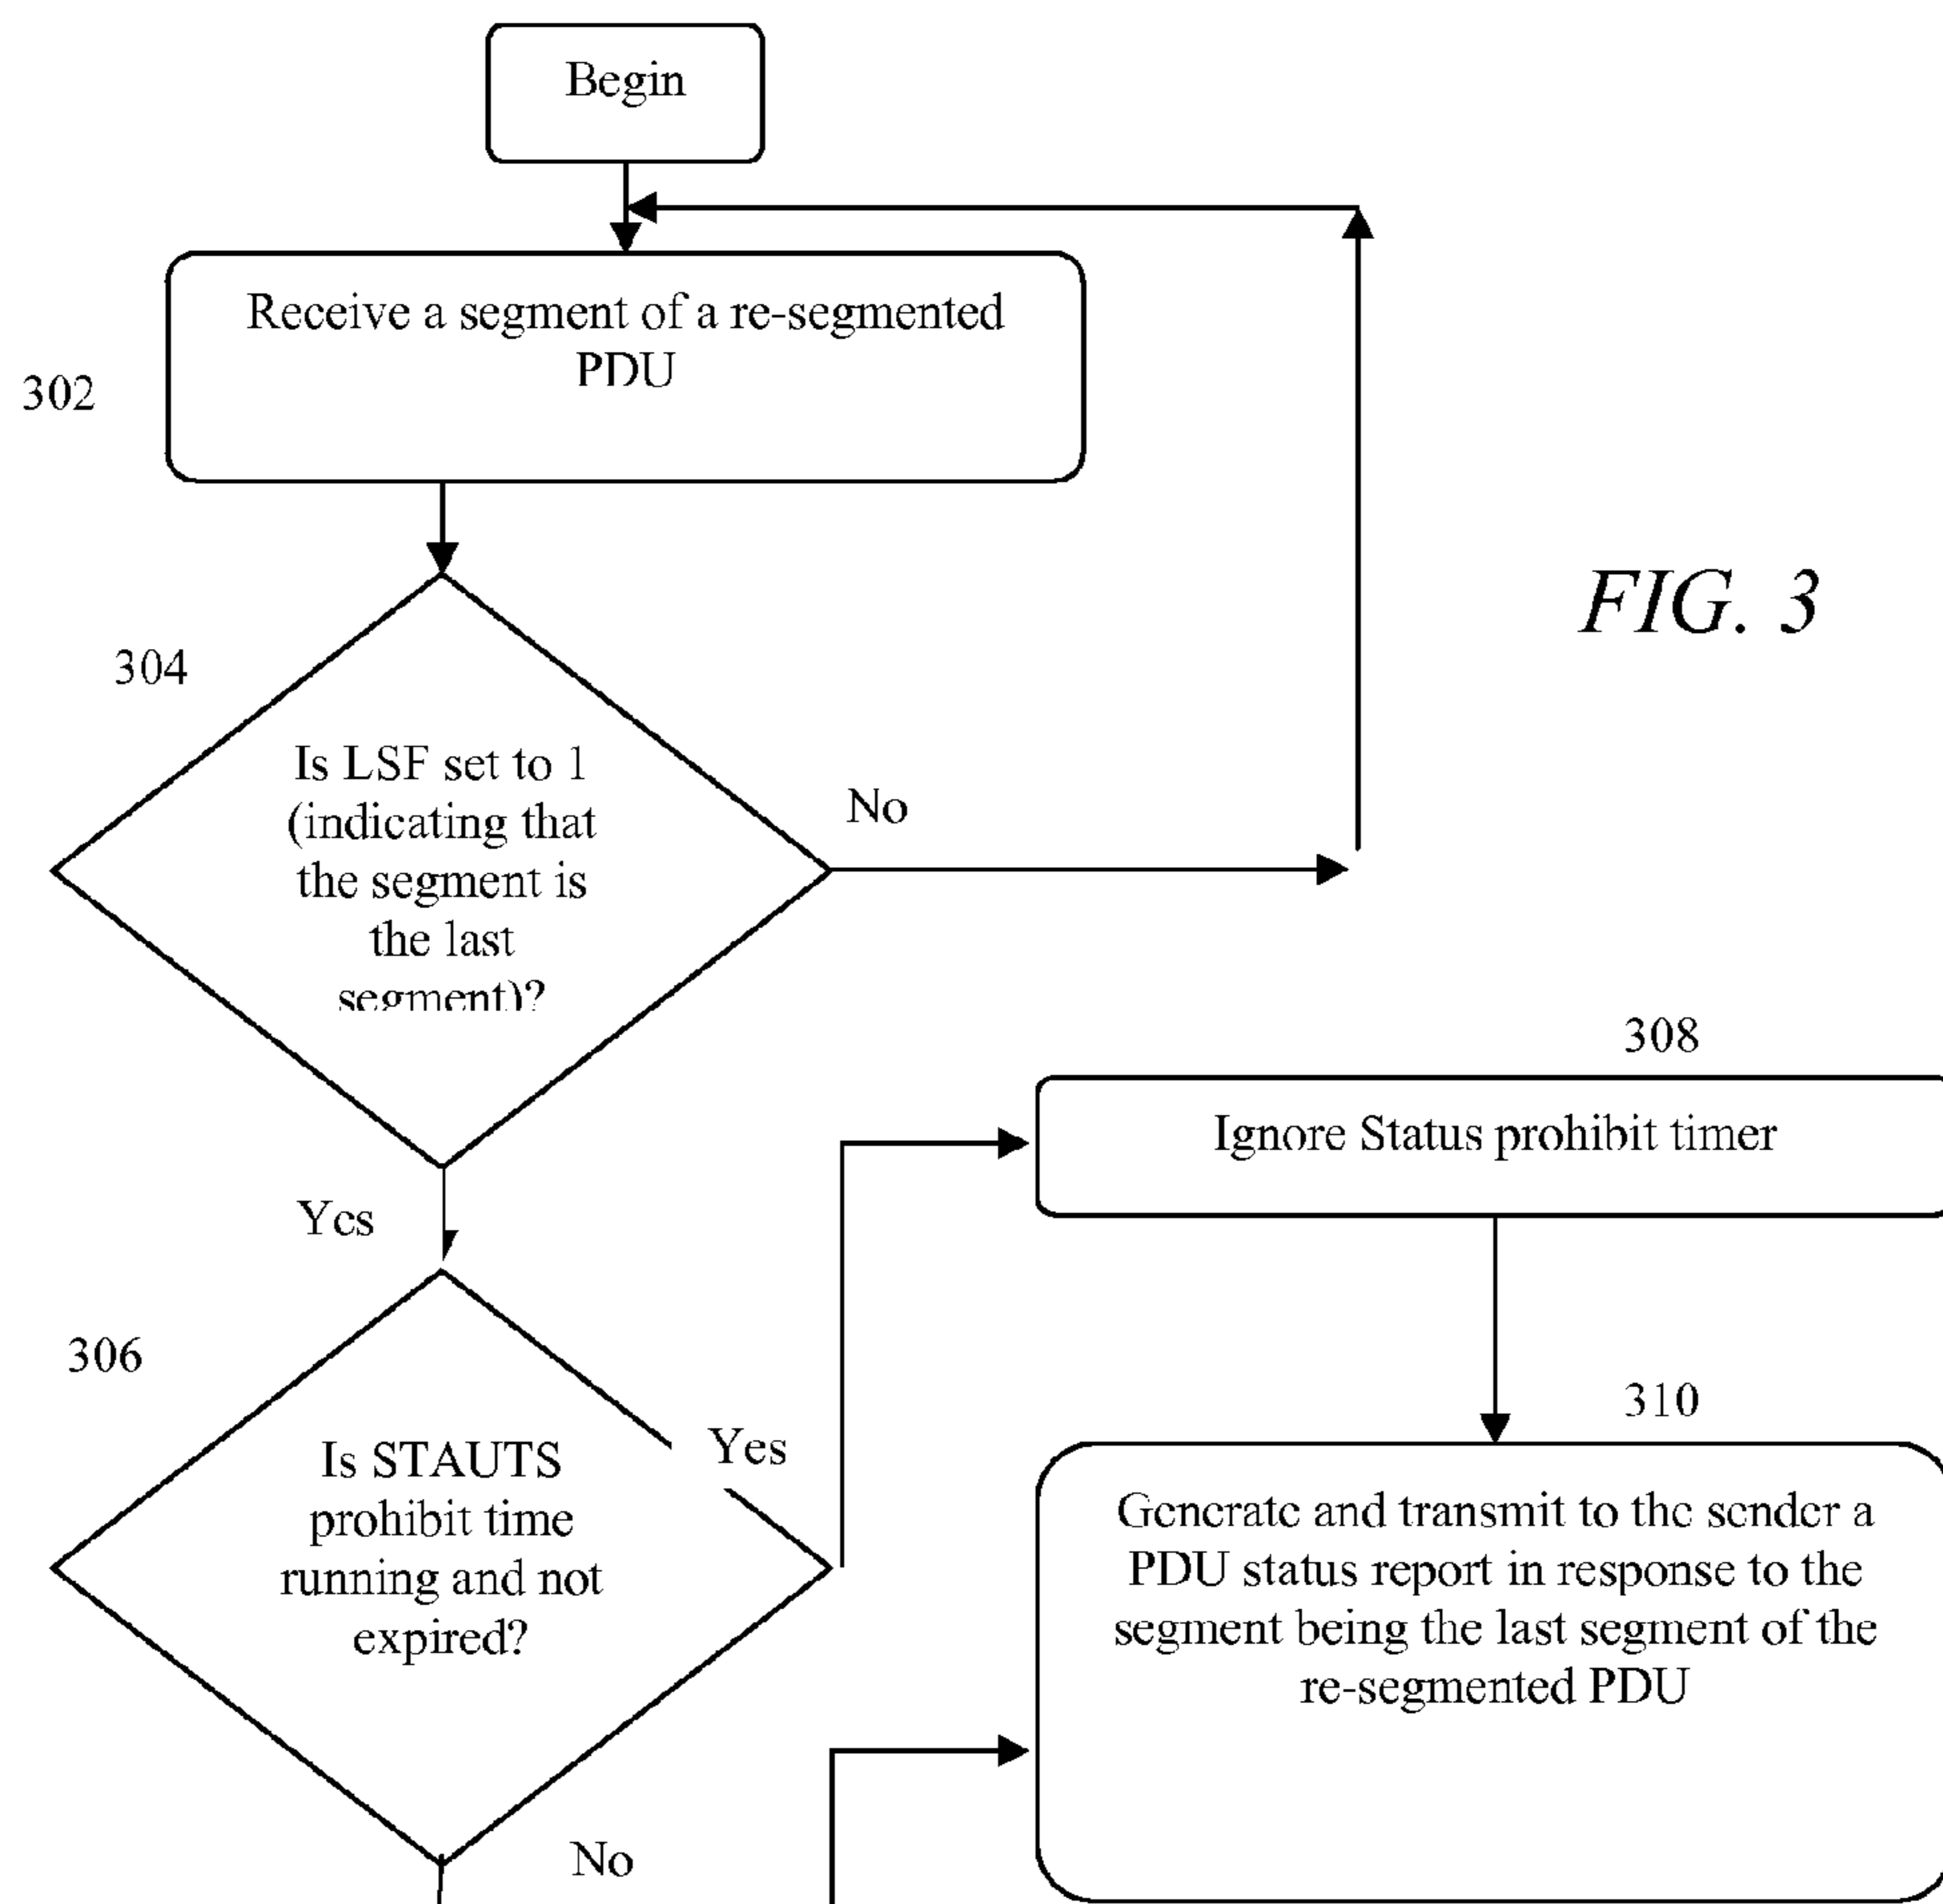 Begin
Receive a segment of a re-segmented
PDU
302
FIG. 3
304
Is LSF set to 1
(indicating that
the segment is
the last
segment)?
No
308
Ignore Status prohibit timer
Yes
306
Is STAUTS
prohibit time
running and not
expired?
Yes
310
Generate and transmit to the sender a
PDU status report in response to the
segment being the last segment of the
re-segmented PDU
No